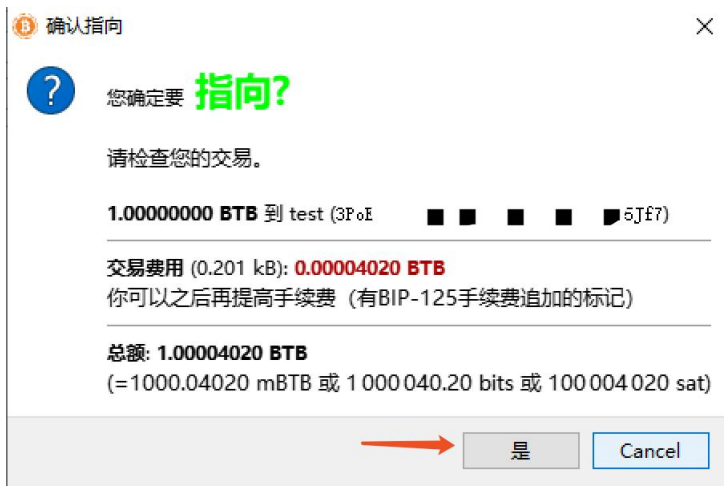 确认指向
您确定要 指向?
请检查您的交易。
1.00000000 BTB 到 test (3PoE 5Jf7)
交易费用 (0.201 kB): 0.00004020 BTB
你可以之后再提高手续费 (有BIP-125手续费追加的标记)
总额: 1.00004020 BTB
(=1000.04020 mBTB 或 1 000 040.20 bits 或 100 004 020 sat)
是 Cancel